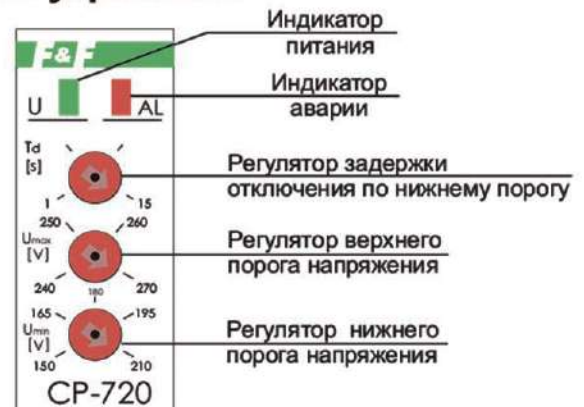 Индикатор
питания
F&F
Индикатор
аварии
U AL
Td
[s]
Регулятор задержки
отключения по нижнему порогу
1 15
250 260
Umax
[V]
Регулятор верхнего
порога напряжения
240 270
180
165 195
Umin
[V]
Регулятор нижнего
порога напряжения
150 210
CP-720